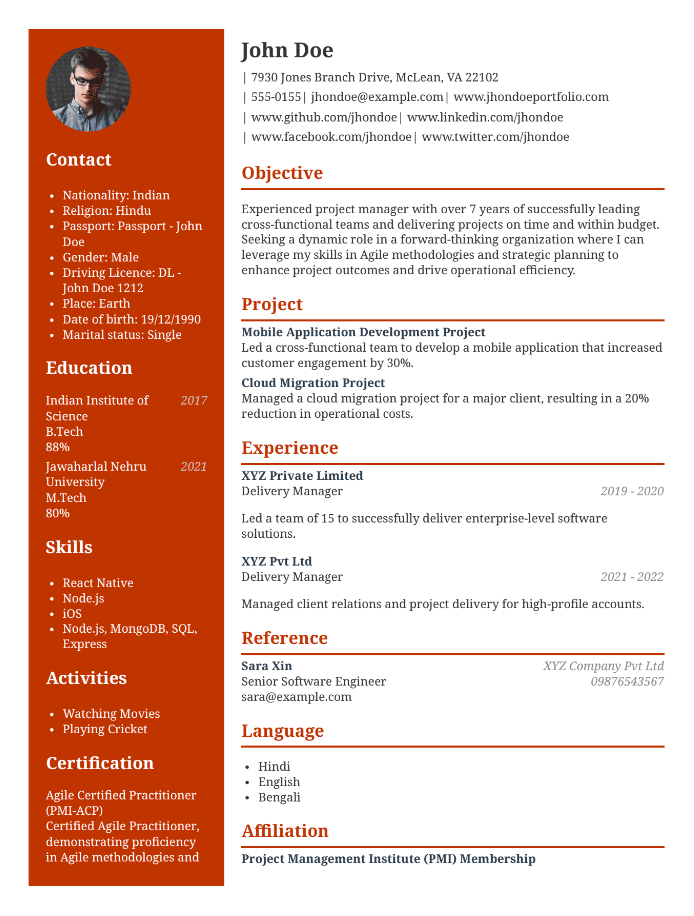 John Doe
| 7930 Jones Branch Drive, McLean, VA 22102
| 555-0155| jhondoe@example.com| www.jhondoeportfolio.com
| www.github.com/jhondoe| www.linkedin.com/jhondoe
| www.facebook.com/jhondoe| www.twitter.com/jhondoe
Contact
• Nationality: Indian
• Religion: Hindu
• Passport: Passport - John
Doe
• Gender: Male
• Driving Licence: DL -
John Doe 1212
• Place: Earth
• Date of birth: 19/12/1990
• Marital status: Single
Education
Indian Institute of 2017
Science
B.Tech
88%
Jawaharlal Nehru 2021
University
M.Tech
80%
Skills
• React Native
• Node.js
• iOS
• Node.js, MongoDB, SQL,
Express
Activities
• Watching Movies
• Playing Cricket
Certification
Agile Certified Practitioner
(PMI-ACP)
Certified Agile Practitioner,
demonstrating proficiency
in Agile methodologies and
Objective
Experienced project manager with over 7 years of successfully leading
cross-functional teams and delivering projects on time and within budget.
Seeking a dynamic role in a forward-thinking organization where I can
leverage my skills in Agile methodologies and strategic planning to
enhance project outcomes and drive operational efficiency.
Project
Mobile Application Development Project
Led a cross-functional team to develop a mobile application that increased
customer engagement by 30%.
Cloud Migration Project
Managed a cloud migration project for a major client, resulting in a 20%
reduction in operational costs.
Experience
XYZ Private Limited
Delivery Manager 2019 - 2020
Led a team of 15 to successfully deliver enterprise-level software
solutions.
XYZ Pvt Ltd
Delivery Manager 2021 - 2022
Managed client relations and project delivery for high-profile accounts.
Reference
Sara Xin XYZ Company Pvt Ltd
Senior Software Engineer 09876543567
sara@example.com
Language
• Hindi
• English
• Bengali
Affiliation
Project Management Institute (PMI) Membership